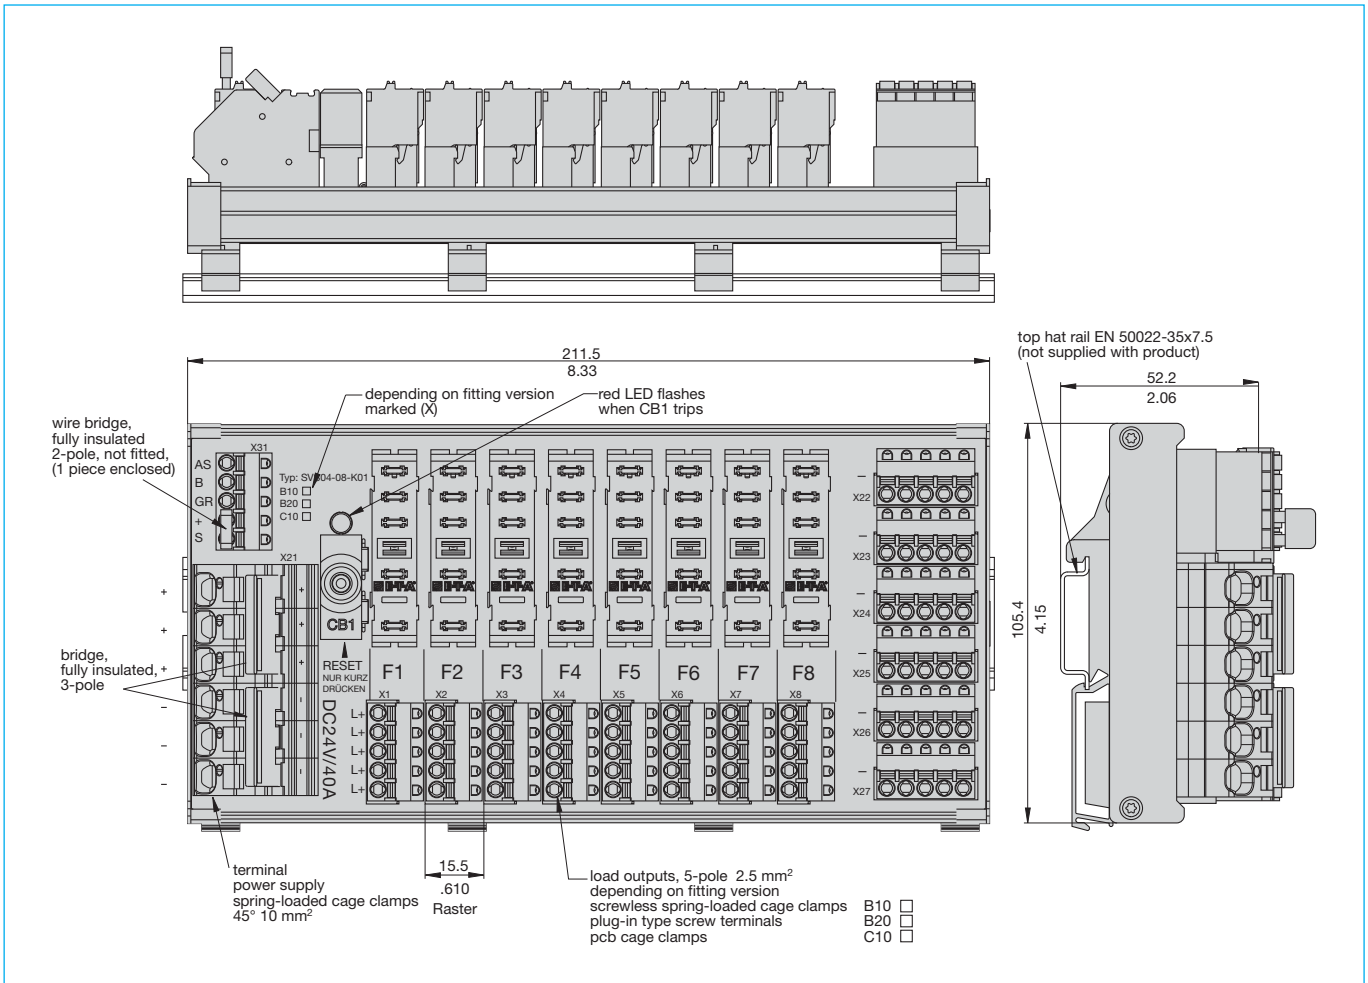 top hat rail EN 50022-35x7.5
(not supplied with product)
211.5
8.33
52.2
2.06
depending on fitting version
marked (X)
red LED flashes
when CB1 trips
wire bridge,
fully insulated
2-pole, not fitted,
(1 piece enclosed)
X31
AS
B
GR
+
S
Typ: SVB04-08-K01
B10
B20
C10
X21
+
+
+
-
-
-
+
+
+
-
-
-
bridge,
fully insulated,
3-pole
CB1
RESET
NUR KURZ
DRÜCKEN
DC24V/40A
E-T-A
E-T-A
E-T-A
E-T-A
E-T-A
E-T-A
E-T-A
E-T-A
F1 F2 F3 F4 F5 F6 F7 F8
X1 X2 X3 X4 X5 X6 X7 X8
L+
L+
L+
L+
L+
–
X22
–
X23
–
X24
–
X25
–
X26
–
X27
105.4
4.15
15.5
.610
Raster
terminal
power supply
spring-loaded cage clamps
45° 10 mm²
load outputs, 5-pole 2.5 mm²
depending on fitting version
screwless spring-loaded cage clamps B10
plug-in type screw terminals B20
pcb cage clamps C10